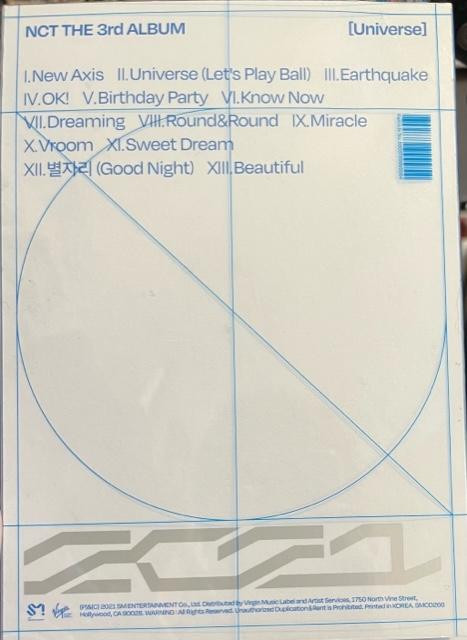 NCT THE 3rd ALBUM [Universe]
I.New Axis II.Universe (Let's Play Ball) III.Earthquake
IV.OK! V.Birthday Party VI.Know Now
VII.Dreaming VIII.Round&Round IX.Miracle
X.Vroom XI.Sweet Dream
XII.별자리 (Good Night) XIII.Beautiful
2021
SM Virgin (P)&(C) 2021 SM ENTERTAINMENT Co., Ltd. Distributed by Virgin Music Label and Artist Services, 1750 North Vine Street,
Hollywood, CA 90028. WARNING : All Rights Reserved. Unauthorized Duplication&Rent is Prohibited. Printed in KOREA.